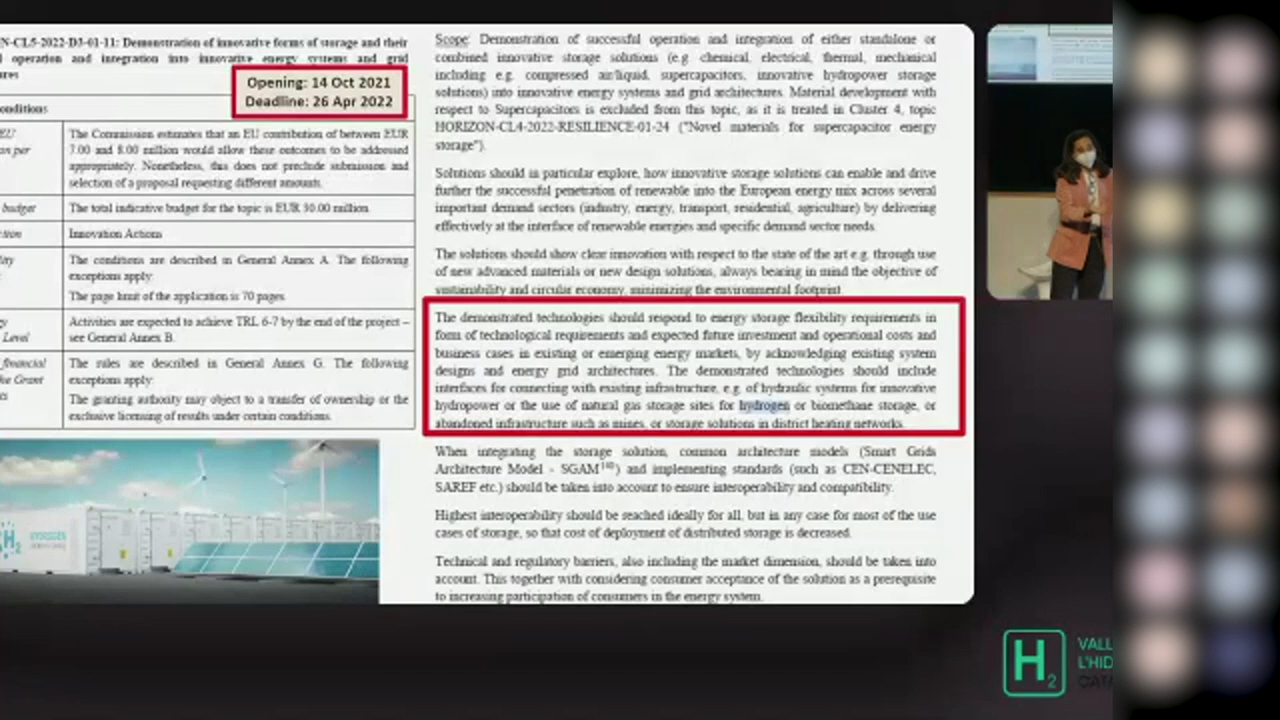 N-CL5-2022-D3-01-11: Demonstration of innovative forms of storage and their
operation and integration into innovative energy systems and grid
Opening: 14 Oct 2021
Deadline: 26 Apr 2022
onditions
EU
The Commission estimates that an EU contribution of between EUR
per
7.00 and 8.00 million would allow these outcomes to be addressed
appropriately. Nonetheless, this does not preclude submission and
selection of a proposal requesting different amounts.
budget
The total indicative budget for the topic is EUR 30.00 million.
Innovation Actions
The conditions are described in General Annex A. The following
exceptions apply:
The page limit of the application is 70 pages.
Activities are expected to achieve TRL 6-7 by the end of the project –
Level
see General Annex B.
financial
The rules are described in General Annex G. The following
Grant
exceptions apply:
The granting authority may object to a transfer of ownership or the
exclusive licensing of results under certain conditions.
H2
Scope: Demonstration of successful operation and integration of either standalone or
combined innovative storage solutions (e.g chemical, electrical, thermal, mechanical
including e.g. compressed air/liquid, supercapacitors, innovative hydropower storage
solutions) into innovative energy systems and grid architectures. Material development with
respect to Supercapacitors is excluded from this topic, as it is treated in Cluster 4, topic
HORIZON-CL4-2022-RESILIENCE-01-24 ("Novel materials for supercapacitor energy
storage").
Solutions should in particular explore, how innovative storage solutions can enable and drive
further the successful penetration of renewable into the European energy mix across several
important demand sectors (industry, energy, transport, residential, agriculture) by delivering
effectively at the interface of renewable energies and specific demand sector needs.
The solutions should show clear innovation with respect to the state of the art e.g. through use
of new advanced materials or new design solutions, always bearing in mind the objective of
sustainability and circular economy, minimizing the environmental footprint.
The demonstrated technologies should respond to energy storage flexibility requirements in
form of technological requirements and expected future investment and operational costs and
business cases in existing or emerging energy markets, by acknowledging existing system
designs and energy grid architectures. The demonstrated technologies should include
interfaces for connecting with existing infrastructure, e.g. of hydraulic systems for innovative
hydropower or the use of natural gas storage sites for hydrogen or biomethane storage, or
abandoned infrastructure such as mines, or storage solutions in district heating networks.
When integrating the storage solution, common architecture models (Smart Grids
Architecture Model - SGAM) and implementing standards (such as CEN-CENELEC,
SAREF etc.) should be taken into account to ensure interoperability and compatibility.
Highest interoperability should be reached ideally for all, but in any case for most of the use
cases of storage, so that cost of deployment of distributed storage is decreased.
Technical and regulatory barriers, also including the market dimension, should be taken into
account. This together with considering consumer acceptance of the solution as a prerequisite
to increasing participation of consumers in the energy system.
H2
VALL
L'HID
CATA